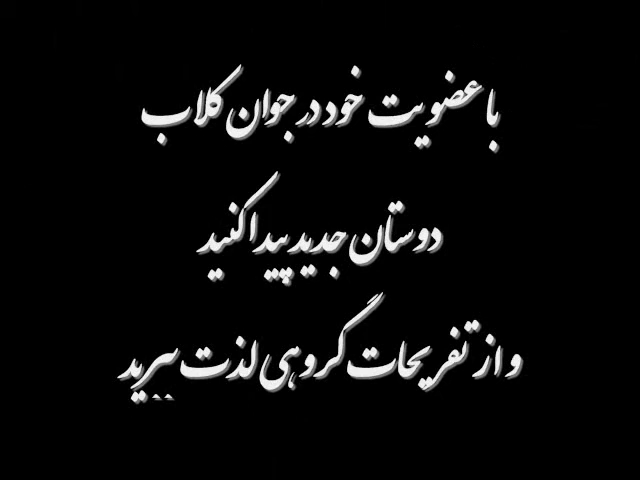 با عضویت خود در جوان کلاب
دوستان جدید پیدا کنید
و از تفریحات گروهی لذت ببرید